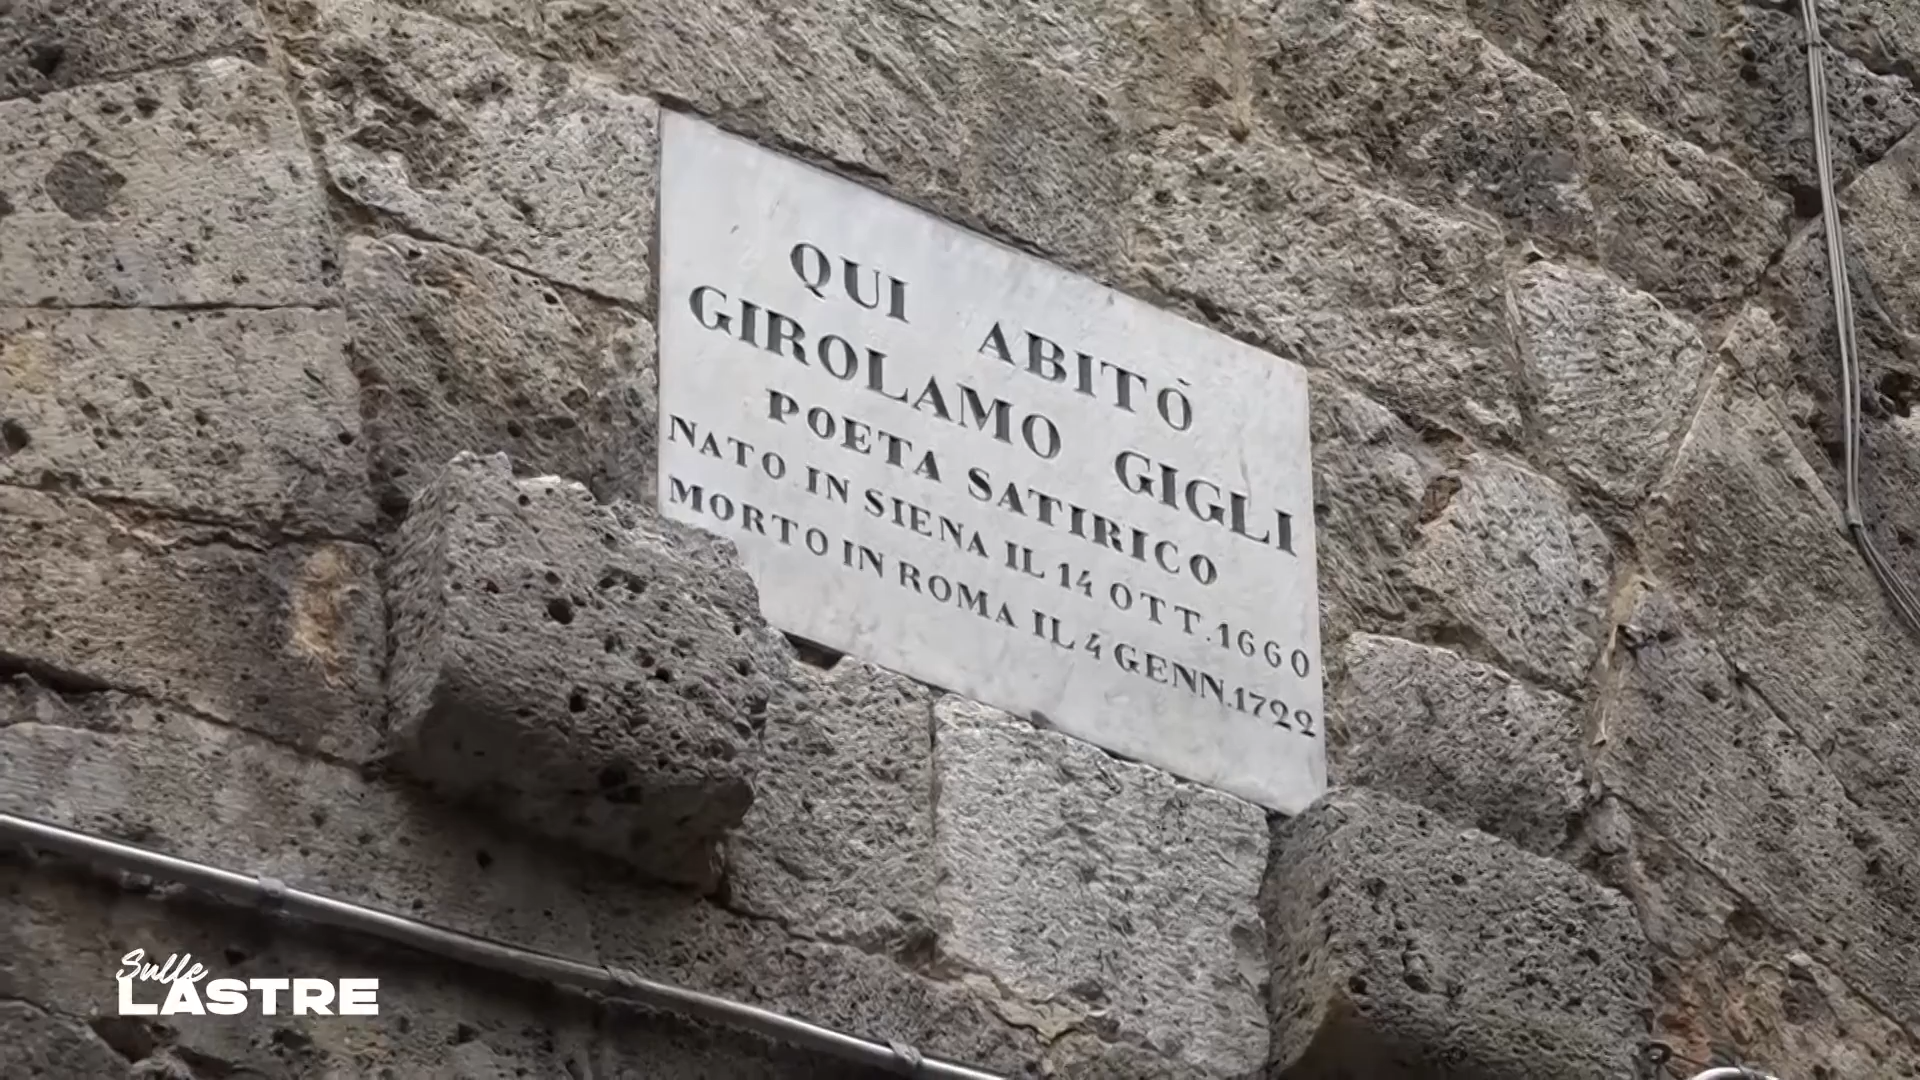 QUI ABITÒ
GIROLAMO GIGLI
POETA SATIRICO
NATO IN SIENA IL 14 OTT. 1660
MORTO IN ROMA IL 4 GENN. 1722
Sulle
LASTRE